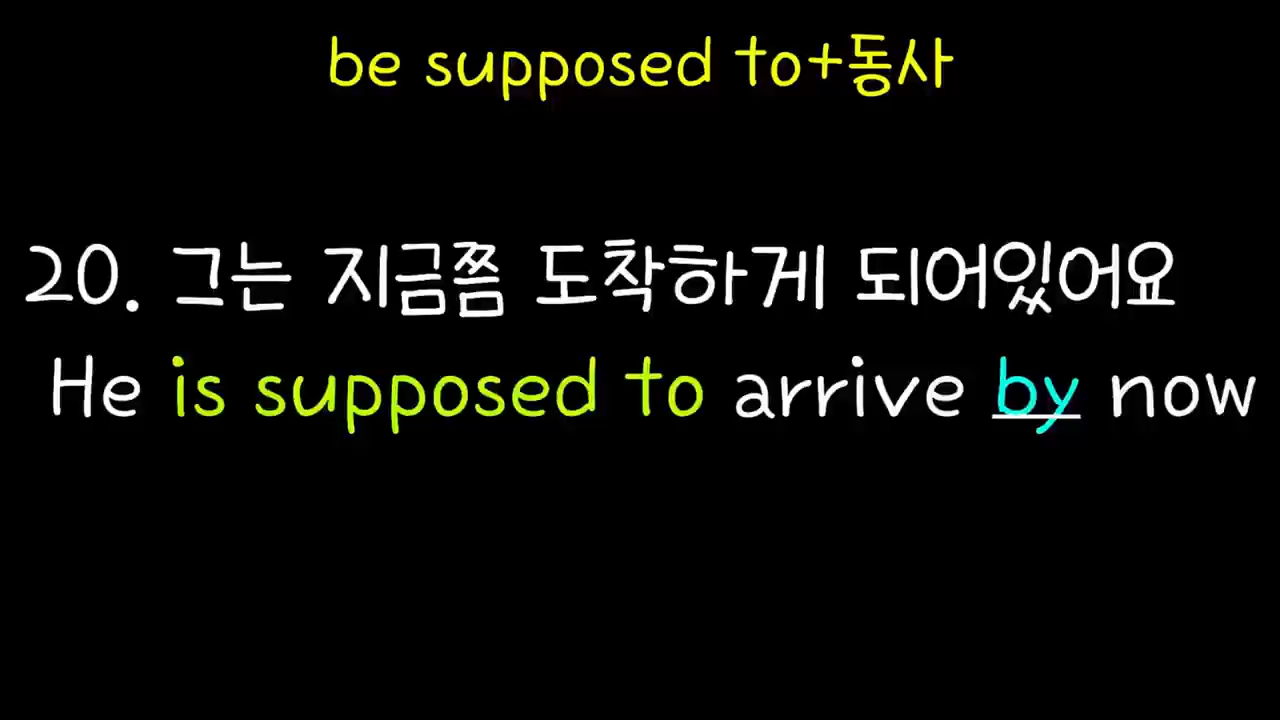 be supposed to+동사
20. 그는 지금쯤 도착하게 되어있어요
He is supposed to arrive by now